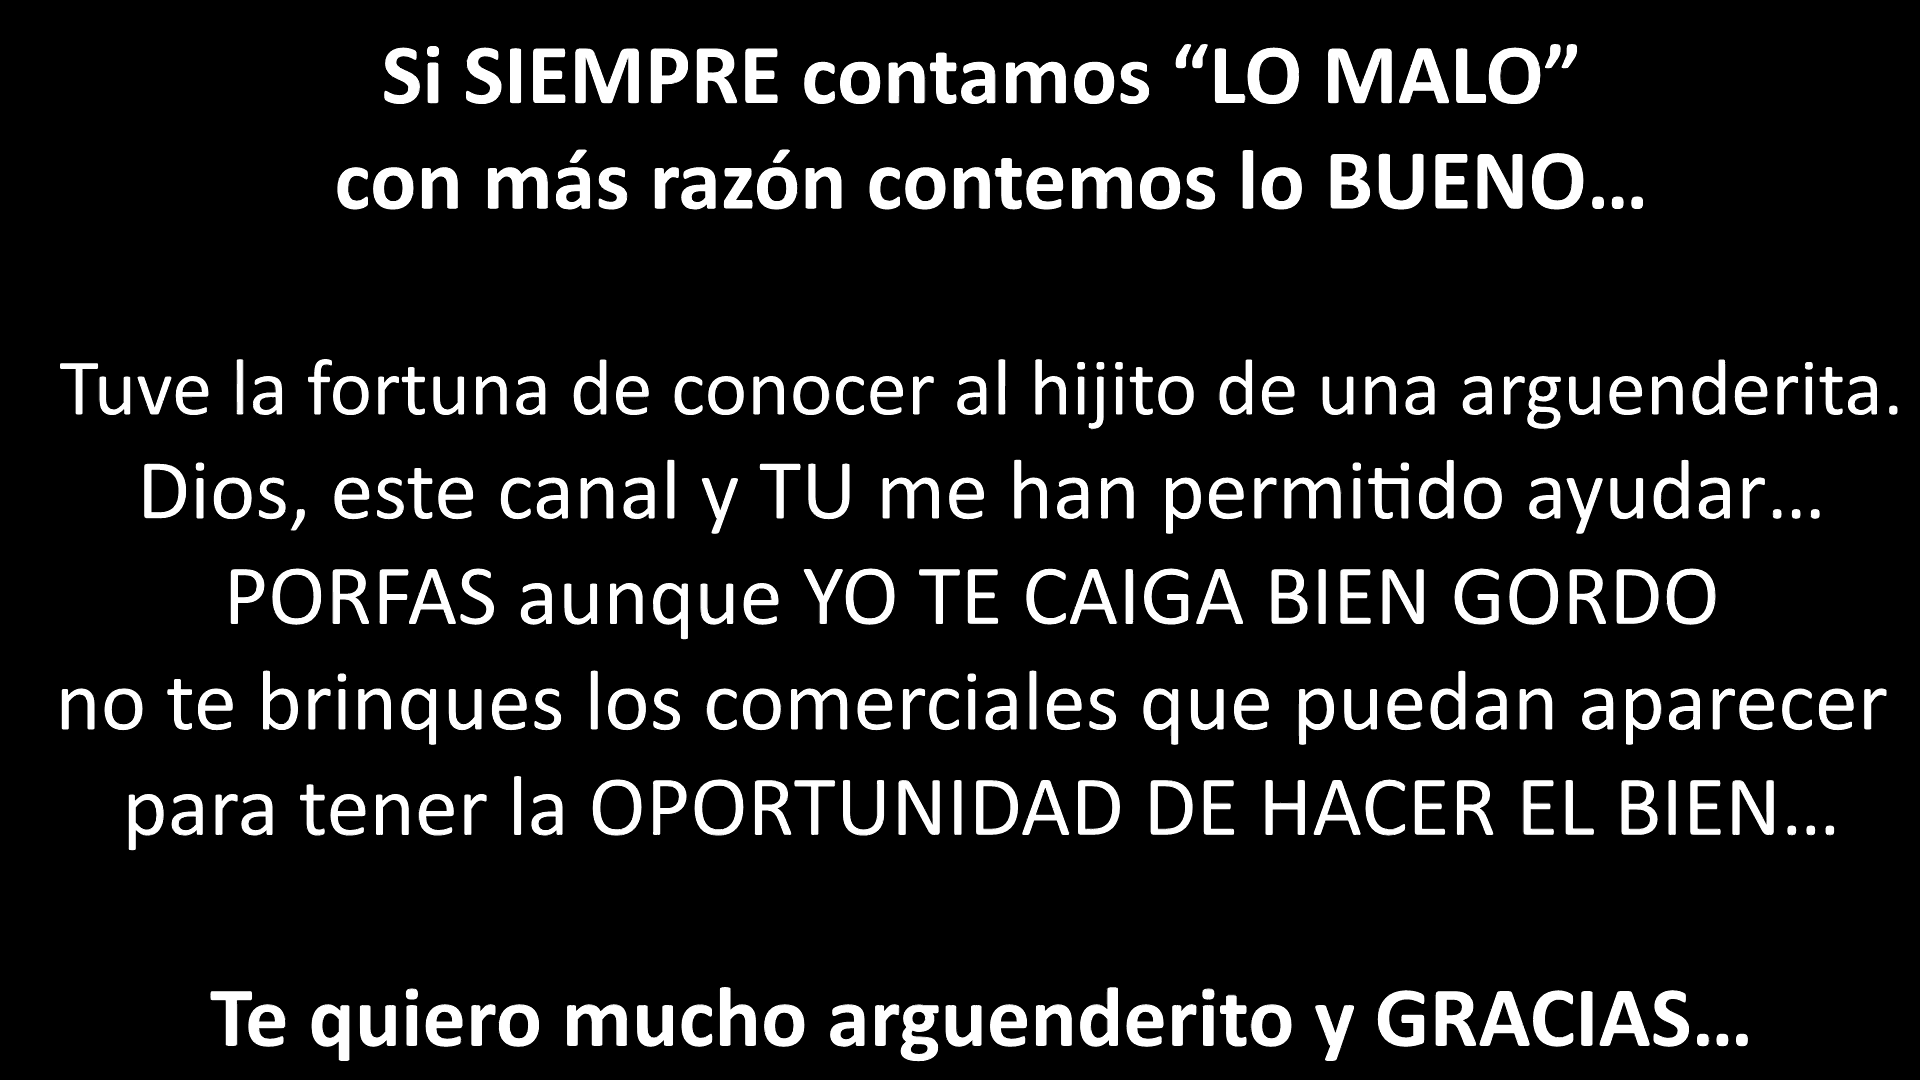 Si SIEMPRE contamos “LO MALO”
con más razón contemos lo BUENO…
Tuve la fortuna de conocer al hijito de una arguenderita.
Dios, este canal y TU me han permitido ayudar…
PORFAS aunque YO TE CAIGA BIEN GORDO
no te brinques los comerciales que puedan aparecer
para tener la OPORTUNIDAD DE HACER EL BIEN…
Te quiero mucho arguenderito y GRACIAS…